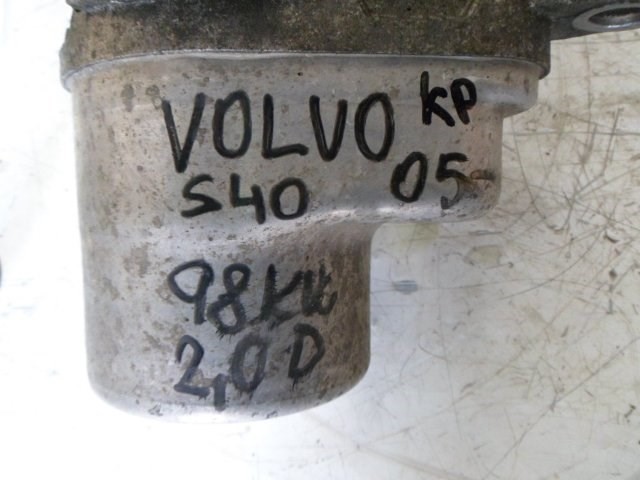 VOLVO KP
S40 05-
98KW
2,0D